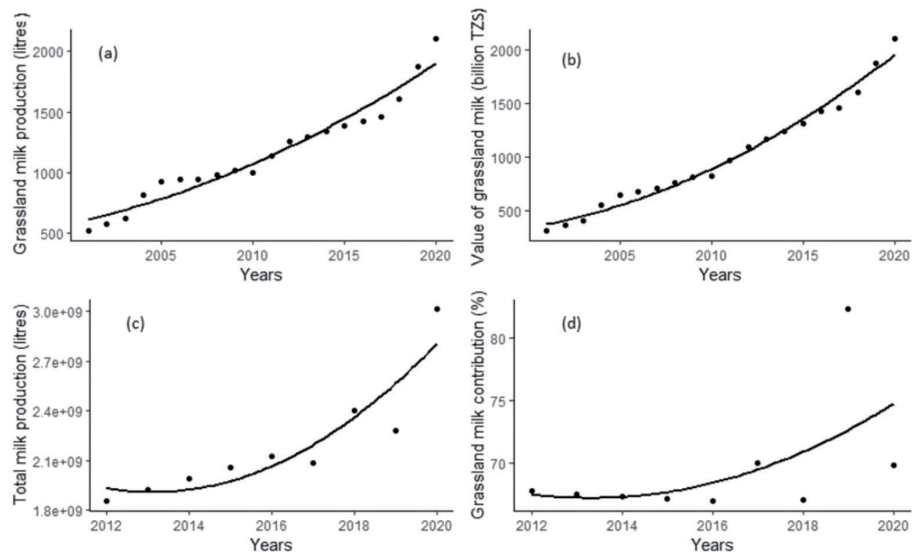 (a)
Grassland milk production (litres)
2000
1500
1000
500
2005
2010
2015
2020
Years
(b)
Value of grassland milk (billion TZS)
2000
1500
1000
500
2005
2010
2015
2020
Years
(c)
Total milk production (litres)
3.0e+09
2.7e+09
2.4e+09
2.1e+09
1.8e+09
2012
2014
2016
2018
2020
Years
(d)
Grassland milk contribution (%)
80
75
70
2012
2014
2016
2018
2020
Years